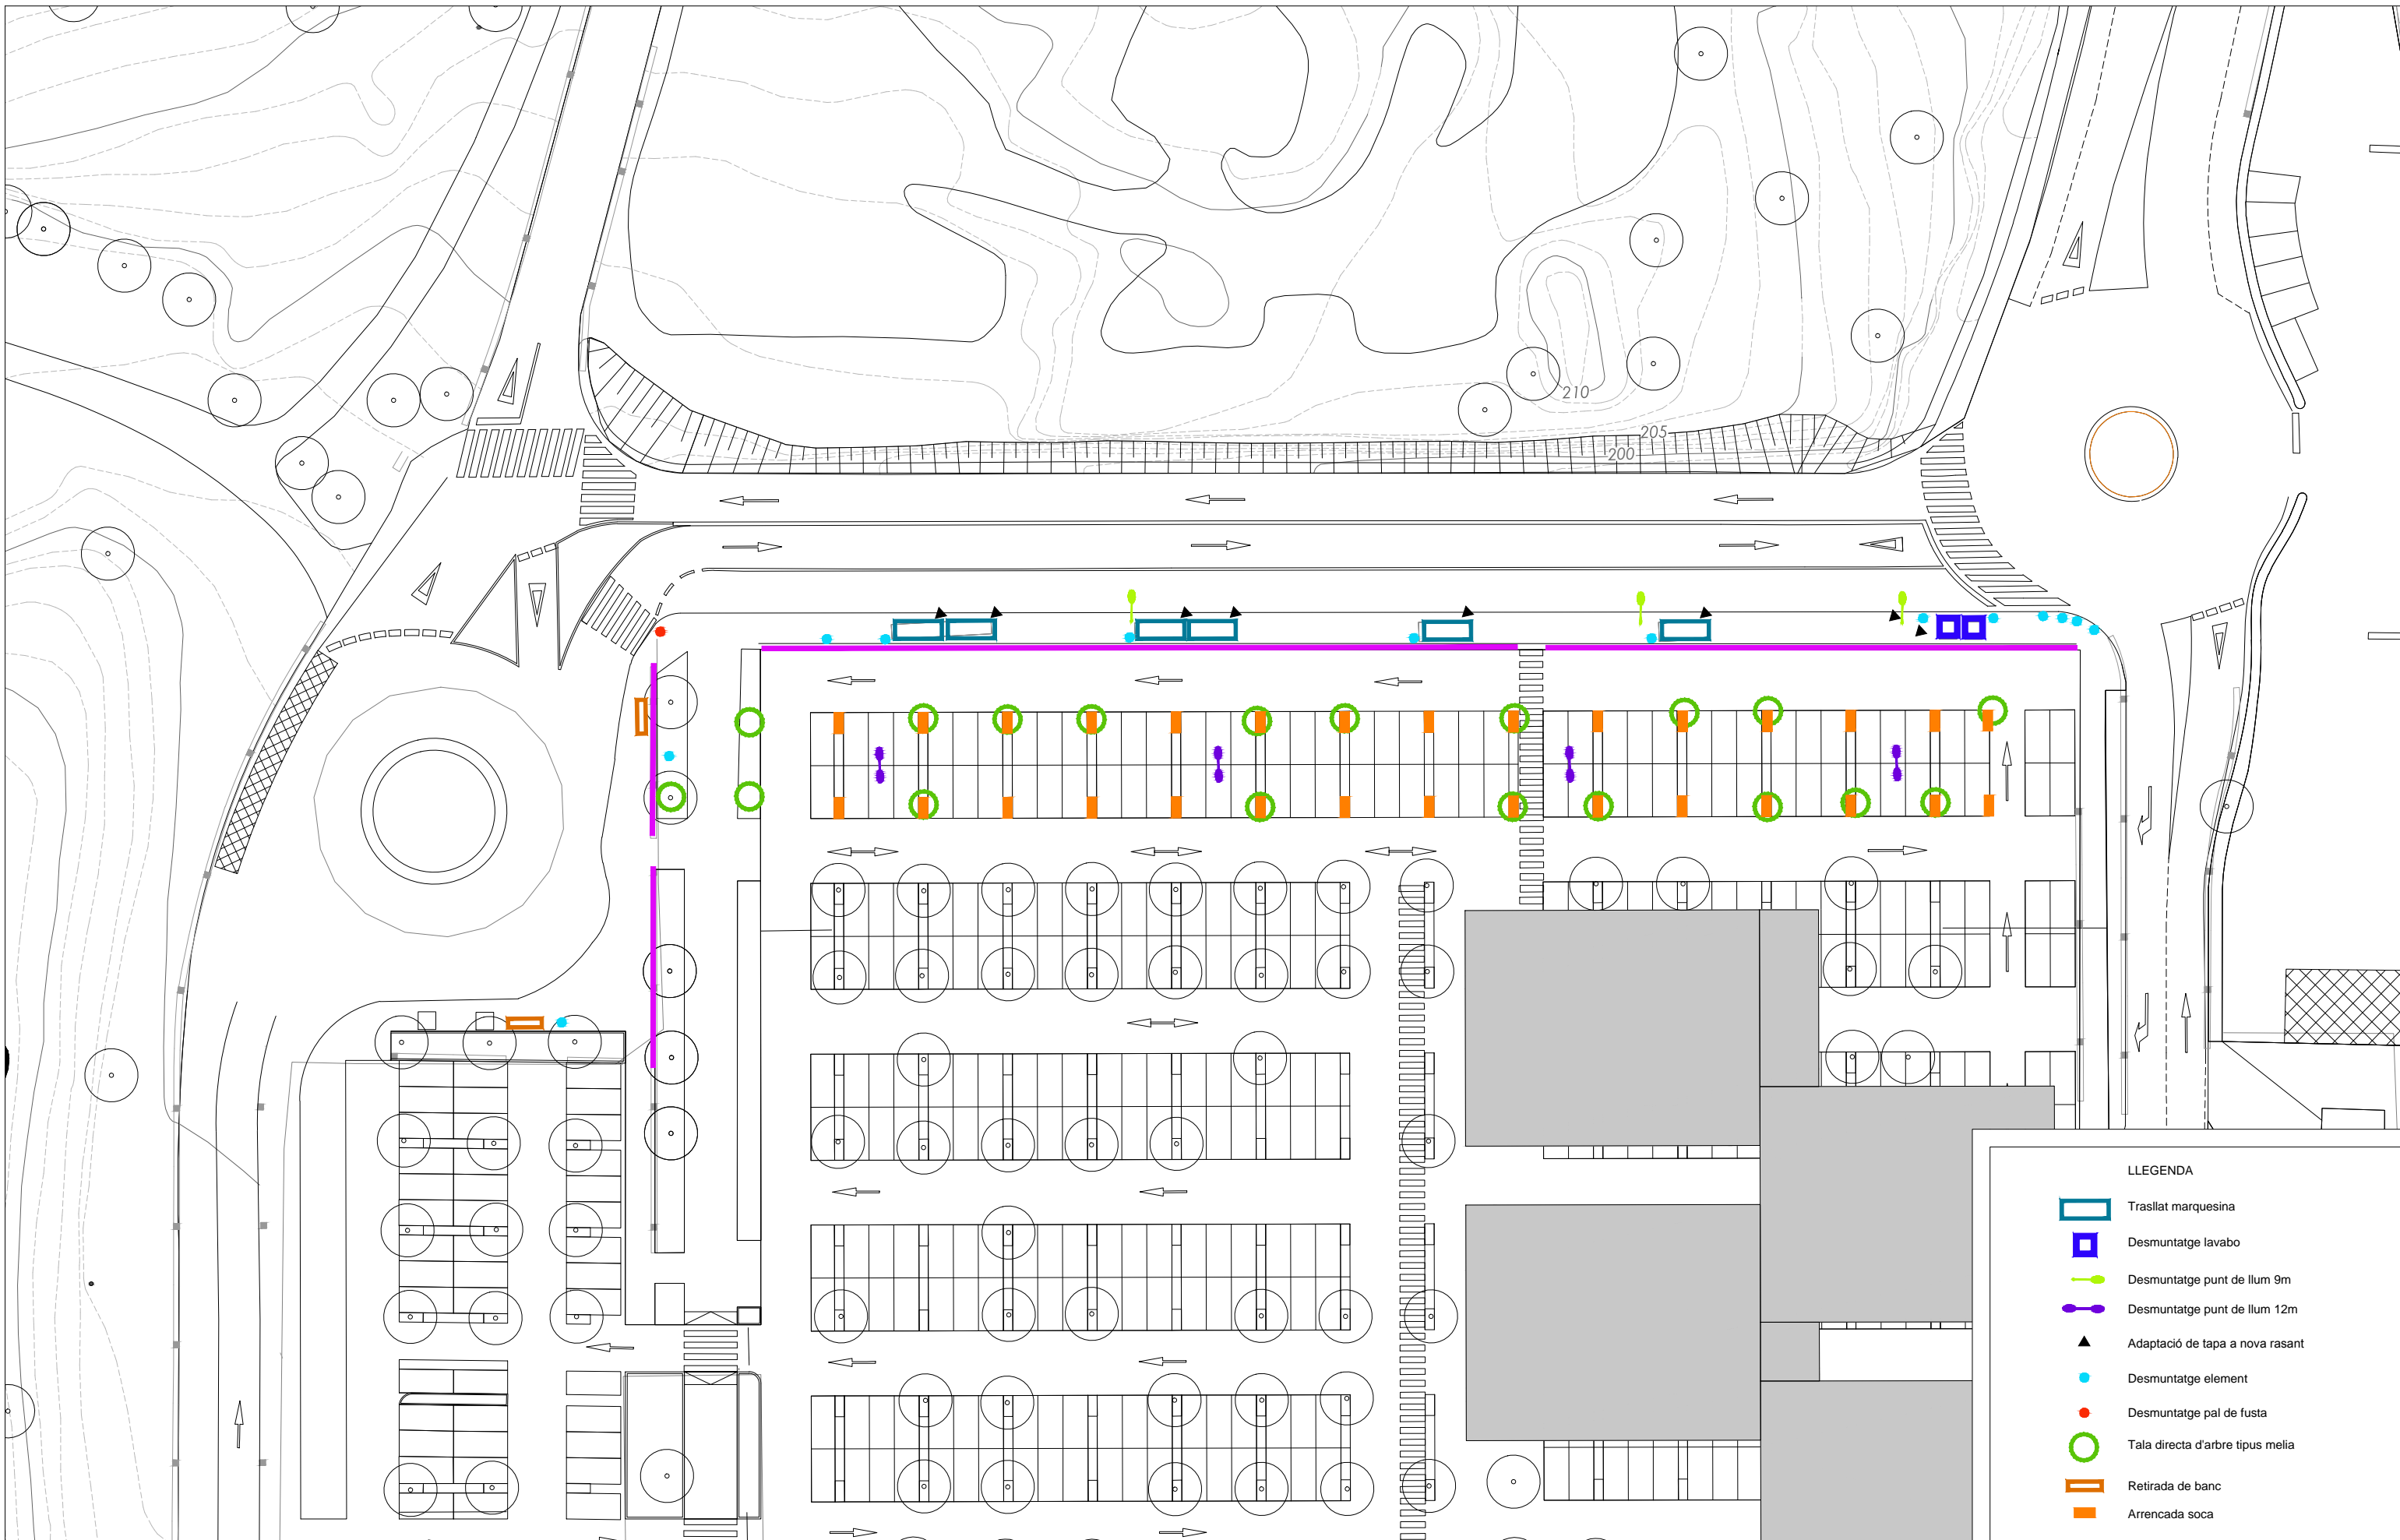 210
205
200
LLEGENDA
Trasllat marquesina
Desmuntatge lavabo
Desmuntatge punt de llum 9m
Desmuntatge punt de llum 12m
Adaptació de tapa a nova rasant
Desmuntatge element
Desmuntatge pal de fusta
Tala directa d'arbre tipus melia
Retirada de banc
Arrencada soca